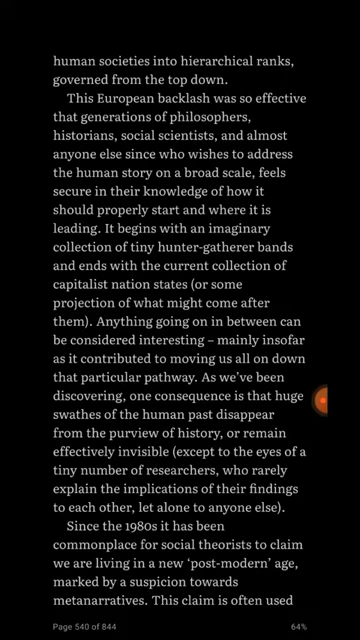 human societies into hierarchical ranks,
governed from the top down.
This European backlash was so effective
that generations of philosophers,
historians, social scientists, and almost
anyone else since who wishes to address
the human story on a broad scale, feels
secure in their knowledge of how it
should properly start and where it is
leading. It begins with an imaginary
collection of tiny hunter-gatherer bands
and ends with the current collection of
capitalist nation states (or some
projection of what might come after
them). Anything going on in between can
be considered interesting – mainly insofar
as it contributed to moving us all on down
that particular pathway. As we’ve been
discovering, one consequence is that huge
swathes of the human past disappear
from the purview of history, or remain
effectively invisible (except to the eyes of a
tiny number of researchers, who rarely
explain the implications of their findings
to each other, let alone to anyone else).
Since the 1980s it has been
commonplace for social theorists to claim
we are living in a new ‘post-modern’ age,
marked by a suspicion towards
metanarratives. This claim is often used
Page 540 of 844 64%